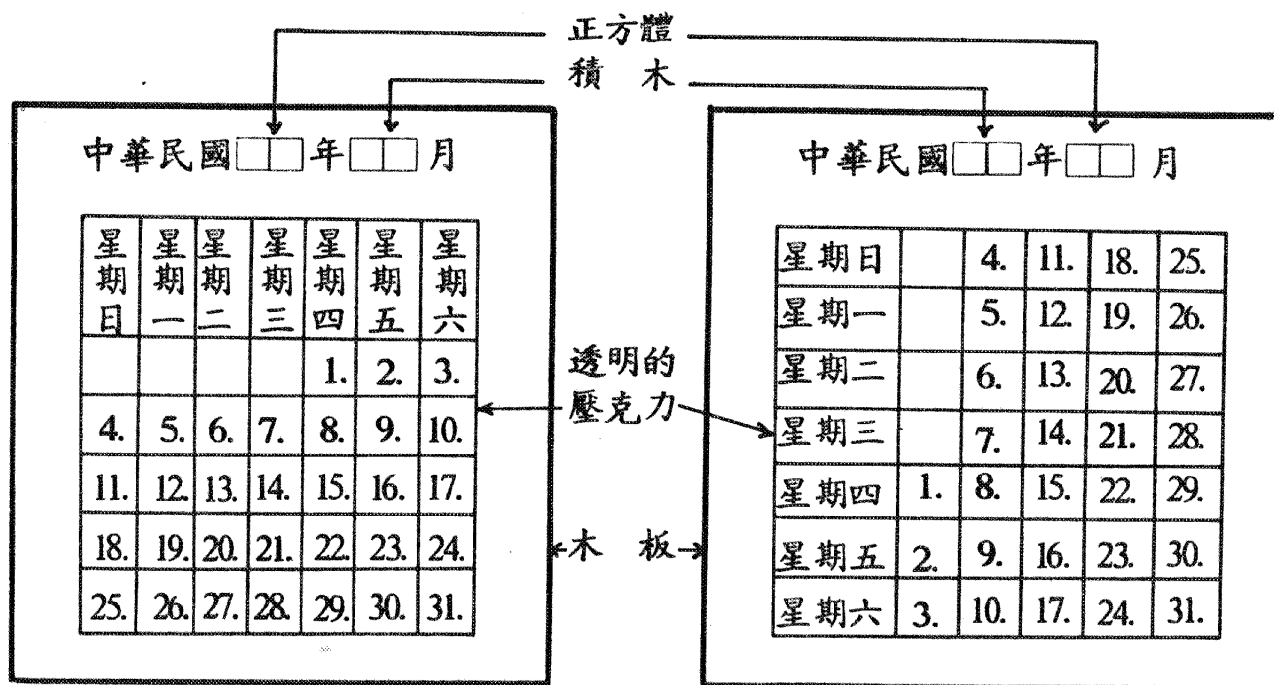 正方體
積 木
中華民國□□年□□月
星期日 星期一 星期二 星期三 星期四 星期五 星期六
1. 2. 3.
4. 5. 6. 7. 8. 9. 10.
11. 12. 13. 14. 15. 16. 17.
18. 19. 20. 21. 22. 23. 24.
25. 26. 27. 28. 29. 30. 31.
透明的
壓克力
木 板
中華民國□□年□□月
星期日 4. 11. 18. 25.
星期一 5. 12. 19. 26.
星期二 6. 13. 20. 27.
星期三 7. 14. 21. 28.
星期四 1. 8. 15. 22. 29.
星期五 2. 9. 16. 23. 30.
星期六 3. 10. 17. 24. 31.